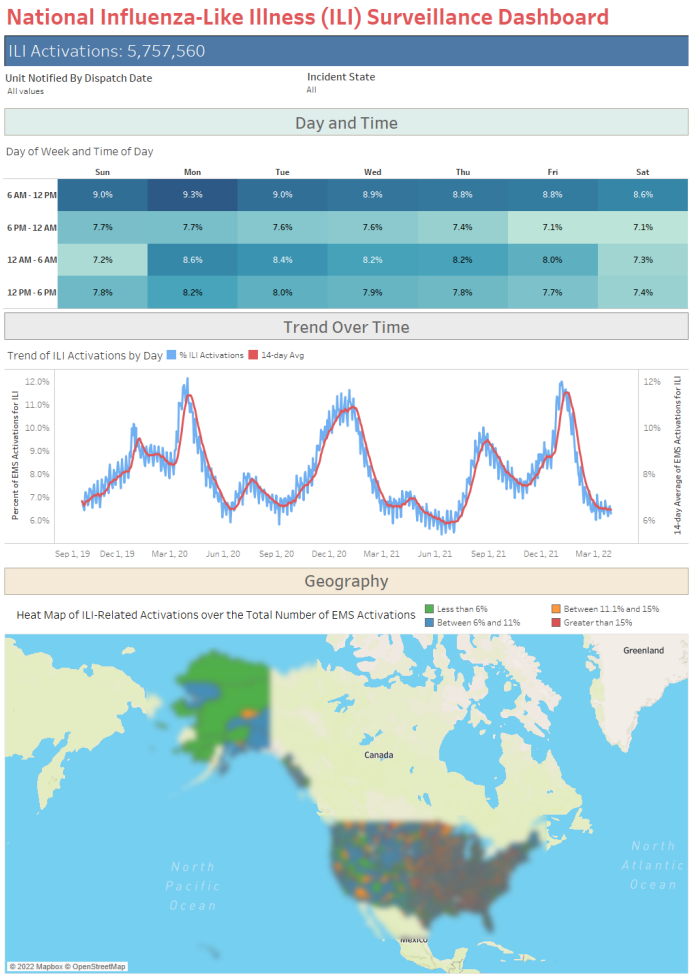 National Influenza-Like Illness (ILI) Surveillance Dashboard
ILI Activations: 5,757,560
Unit Notified By Dispatch Date Incident State
All values All
Day and Time
Day of Week and Time of Day
Sun Mon Tue Wed Thu Fri Sat
6 AM - 12 PM 9.0% 9.3% 9.0% 8.9% 8.8% 8.8% 8.6%
6 PM - 12 AM 7.7% 7.7% 7.6% 7.6% 7.4% 7.1% 7.1%
12 AM - 6 AM 7.2% 8.6% 8.4% 8.2% 8.2% 8.0% 7.3%
12 PM - 6 PM 7.8% 8.2% 8.0% 7.9% 7.8% 7.7% 7.4%
Trend Over Time
Trend of ILI Activations by Day % ILI Activations 14-day Avg
Percent of EMS Activations for ILI
12.0%
11.0%
10.0%
9.0%
8.0%
7.0%
6.0%
12%
10%
8%
6%
14-day Average of EMS Activations for ILI
Sep 1, 19 Dec 1, 19 Mar 1, 20 Jun 1, 20 Sep 1, 20 Dec 1, 20 Mar 1, 21 Jun 1, 21 Sep 1, 21 Dec 1, 21 Mar 1, 22
Geography
Heat Map of ILI-Related Activations over the Total Number of EMS Activations
Less than 6% Between 11.1% and 15%
Between 6% and 11% Greater than 15%
Greenland
Canada
North
Pacific
Ocean
North
Atlantic
Ocean
Mexico
© 2022 Mapbox © OpenStreetMap